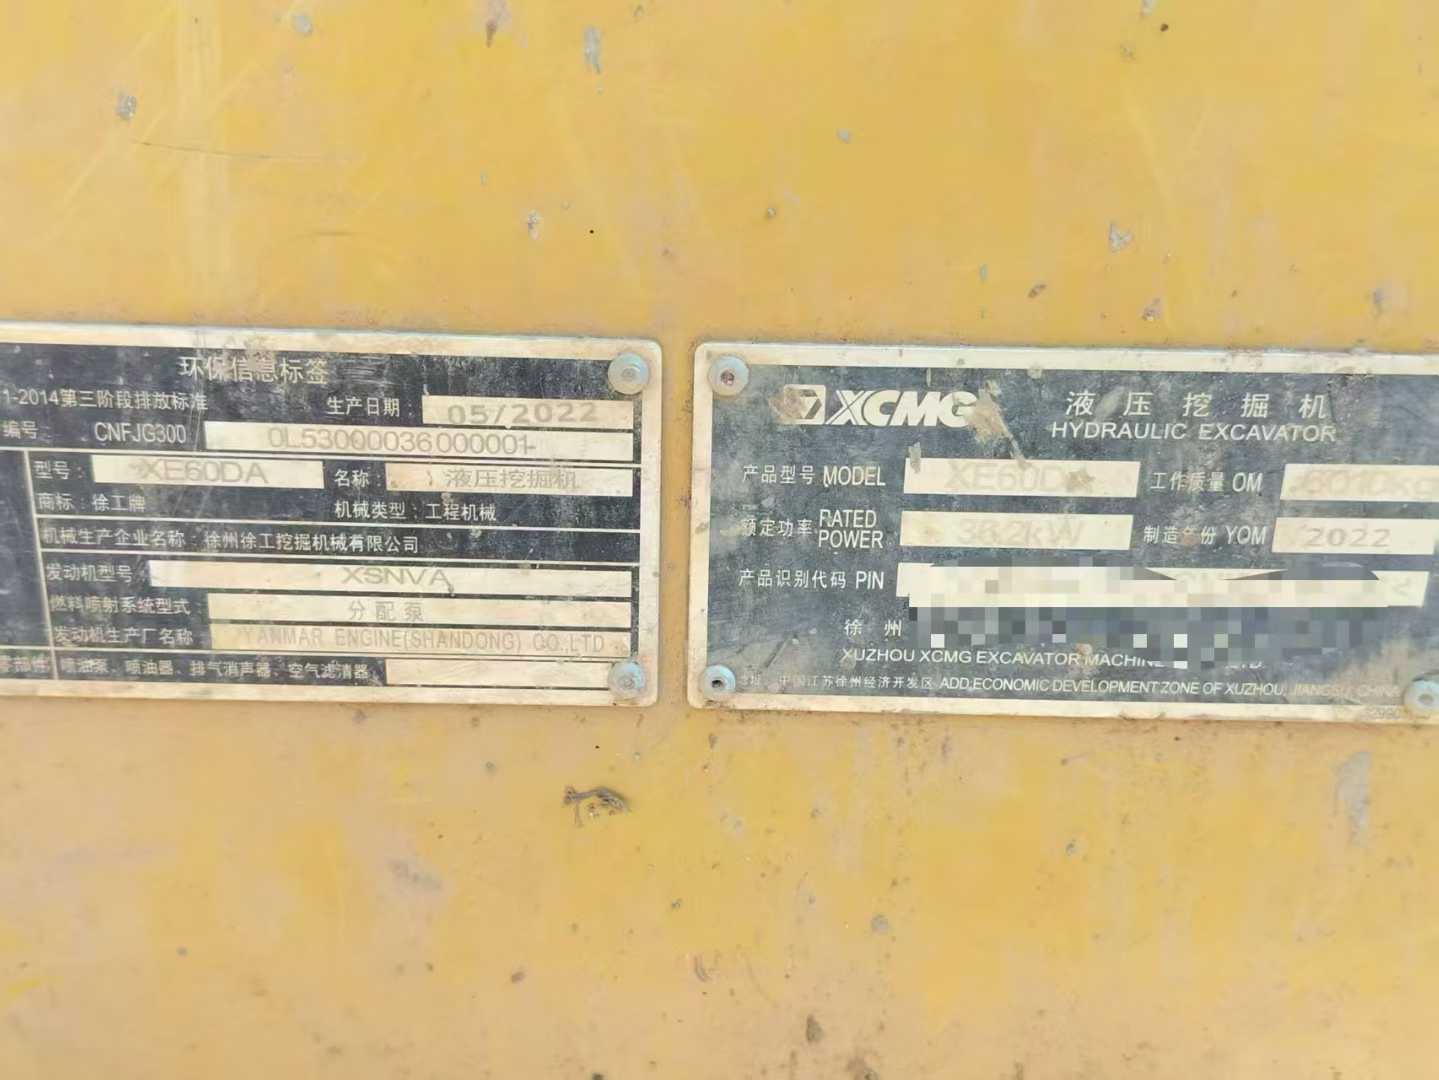 环保信息标签
1-2014第三阶段排放标准 生产日期 05/2022
编号 CNFJG300 0L53000036000001
型号: XE60DA 名称: 液压挖掘机
商标: 徐工牌 机械类型: 工程机械
机械生产企业名称: 徐州徐工挖掘机械有限公司
发动机型号: XSNVA
燃料喷射系统型式: 分配泵
发动机生产厂名称 YANMAR ENGINE(SHANDONG) CO.,LTD
喷油泵、喷油器、排气消声器、空气滤清器
XCMG 液压挖掘机
HYDRAULIC EXCAVATOR
产品型号 MODEL XE60DA 工作质量 OM 6010kg
额定功率 RATED POWER 36.2kW 制造年份 YOM 2022
产品识别代码 PIN
徐州
XUZHOU XCMG EXCAVATOR MACHINE LTD
地址: 中国江苏徐州经济开发区 ADD,ECONOMIC DEVELOPMENT ZONE OF XUZHOU, JIANGSU, CHINA